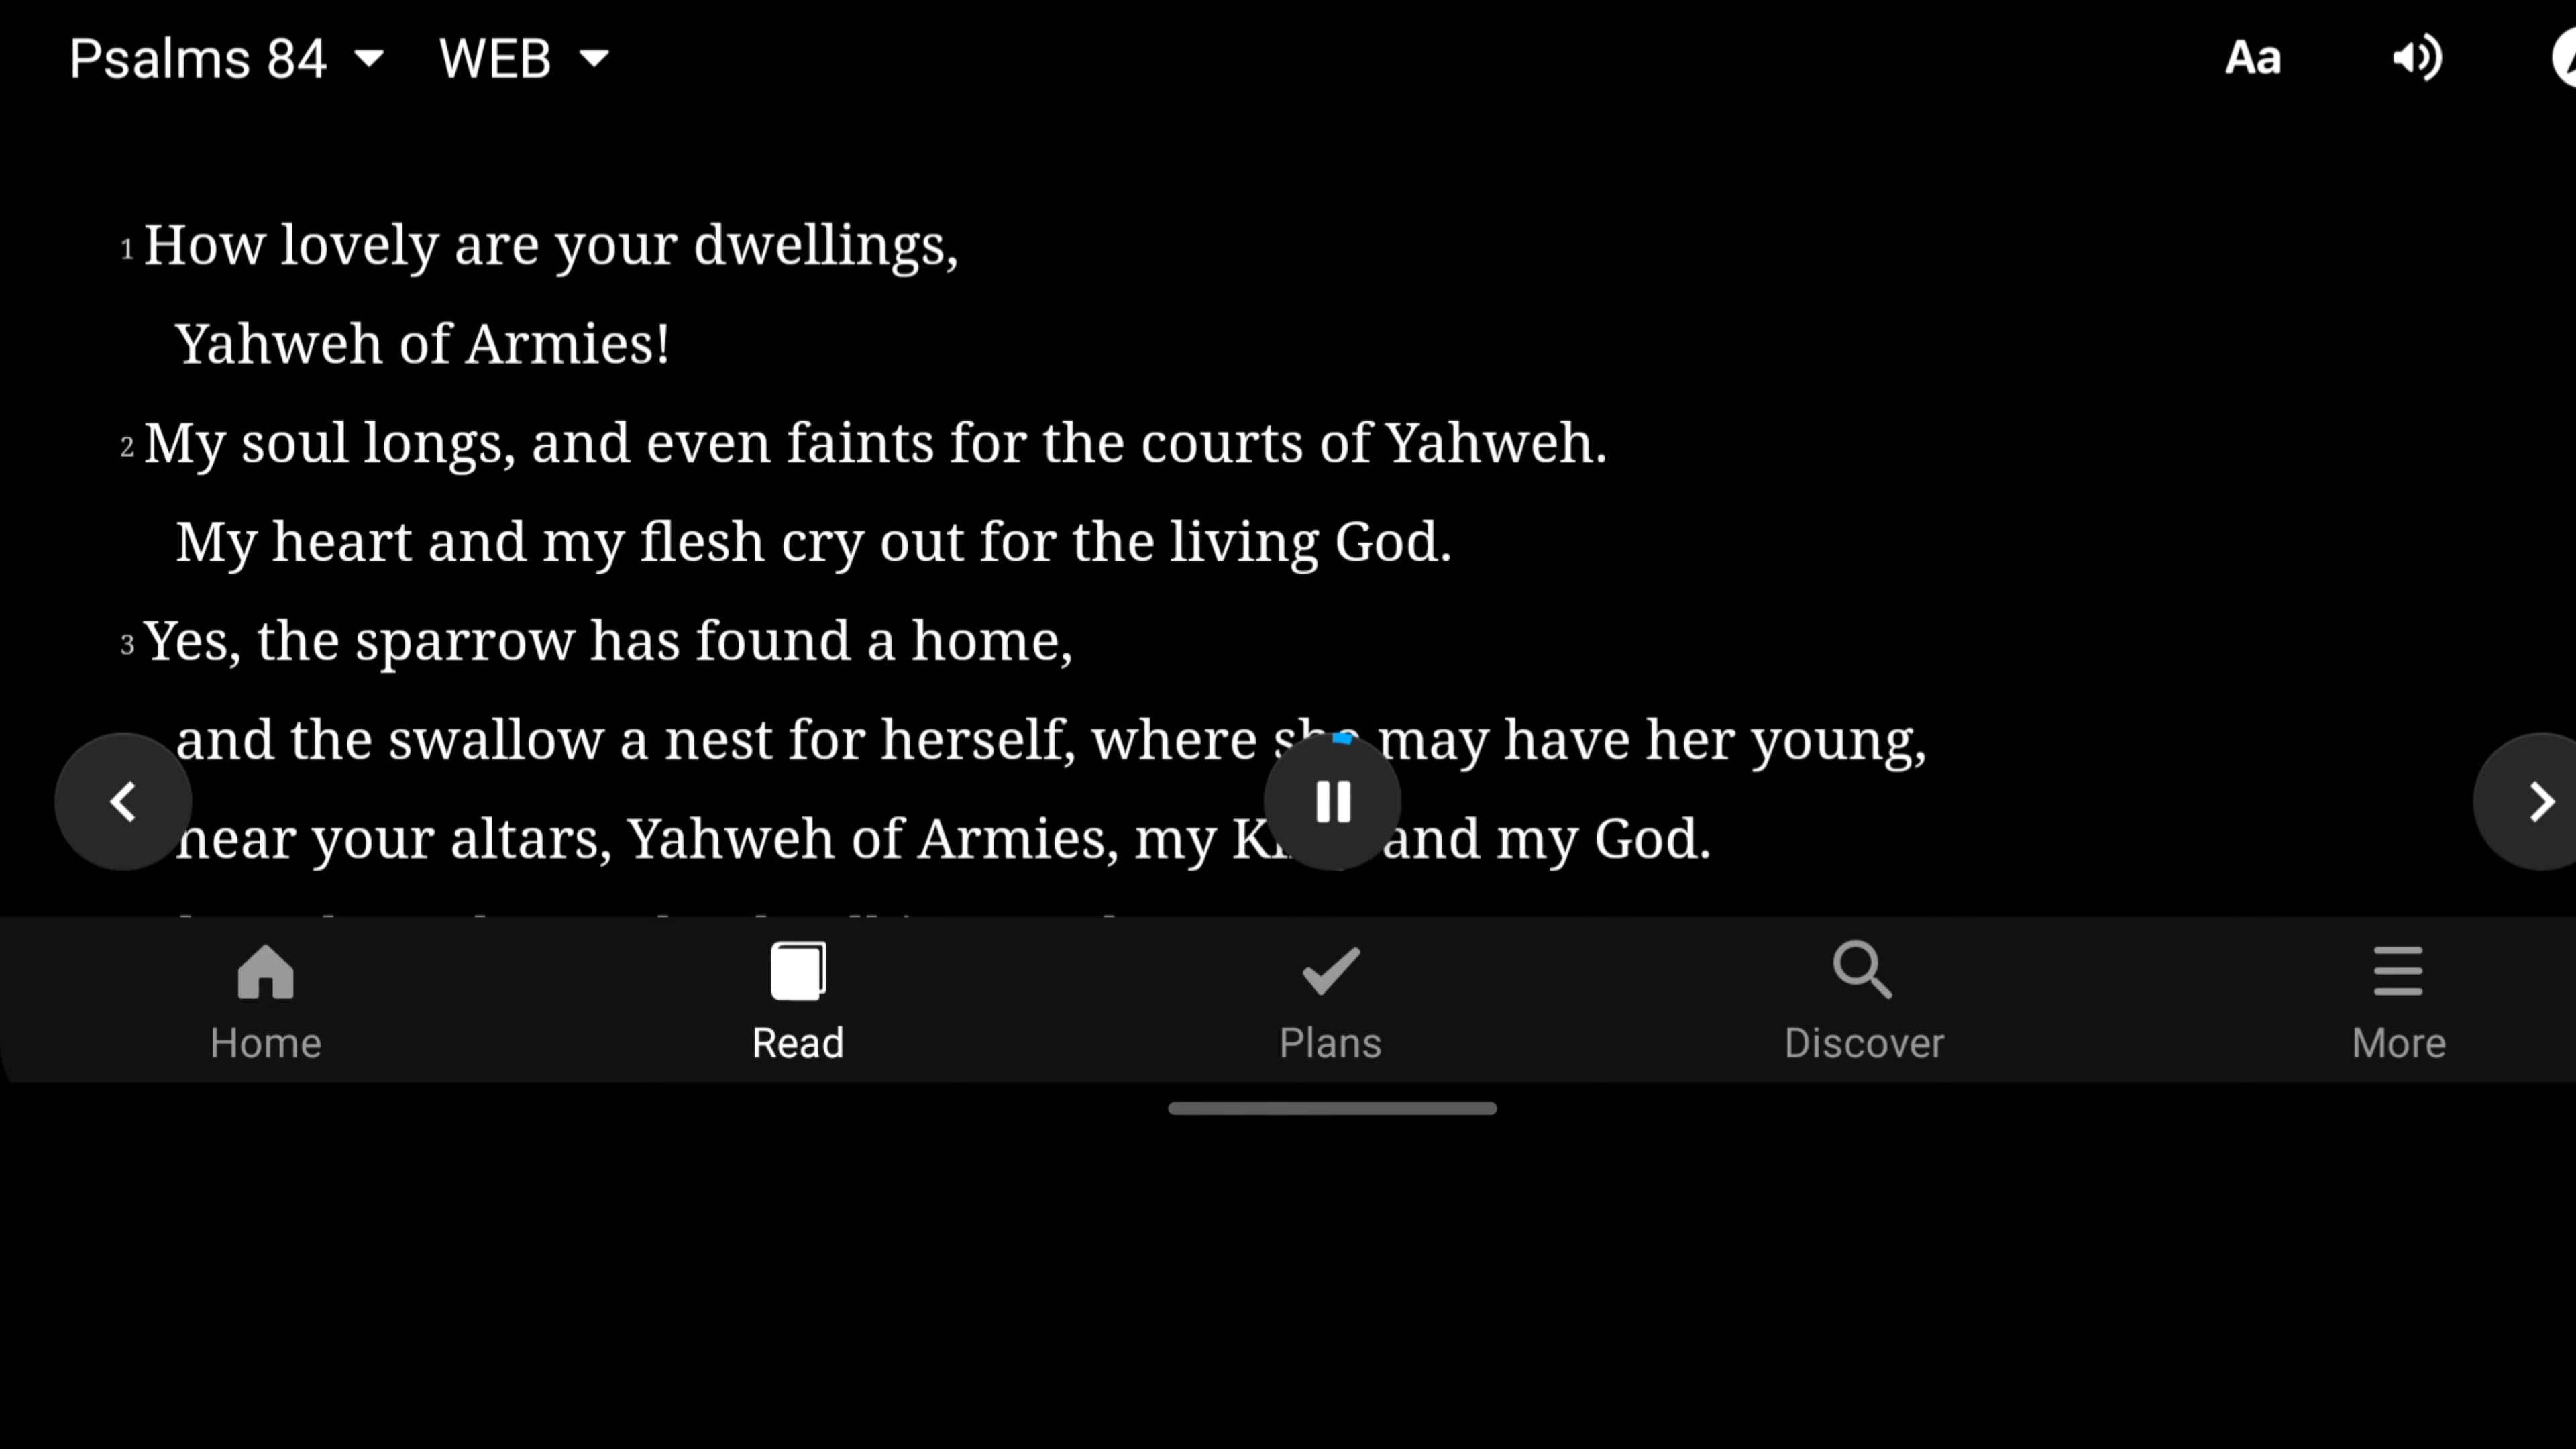 Psalms 84 WEB Aa
1 How lovely are your dwellings,
Yahweh of Armies!
2 My soul longs, and even faints for the courts of Yahweh.
My heart and my flesh cry out for the living God.
3 Yes, the sparrow has found a home,
and the swallow a nest for herself, where she may have her young,
near your altars, Yahweh of Armies, my and my God.
Home Read Plans Discover More